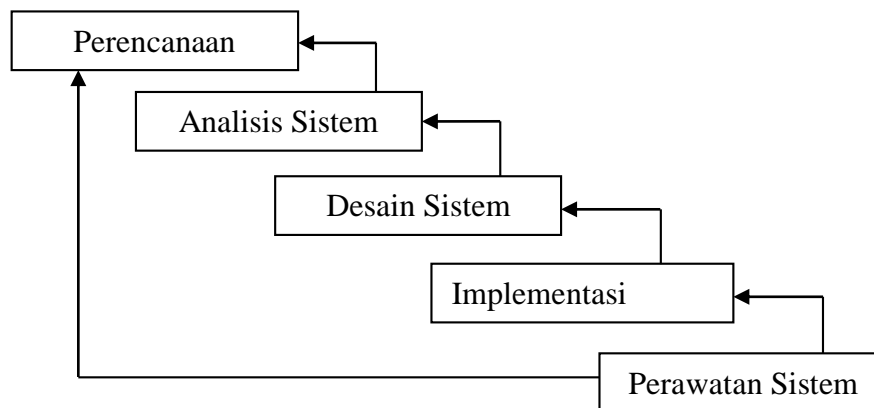 Perencanaan
Analisis Sistem
Desain Sistem
Implementasi
Perawatan Sistem